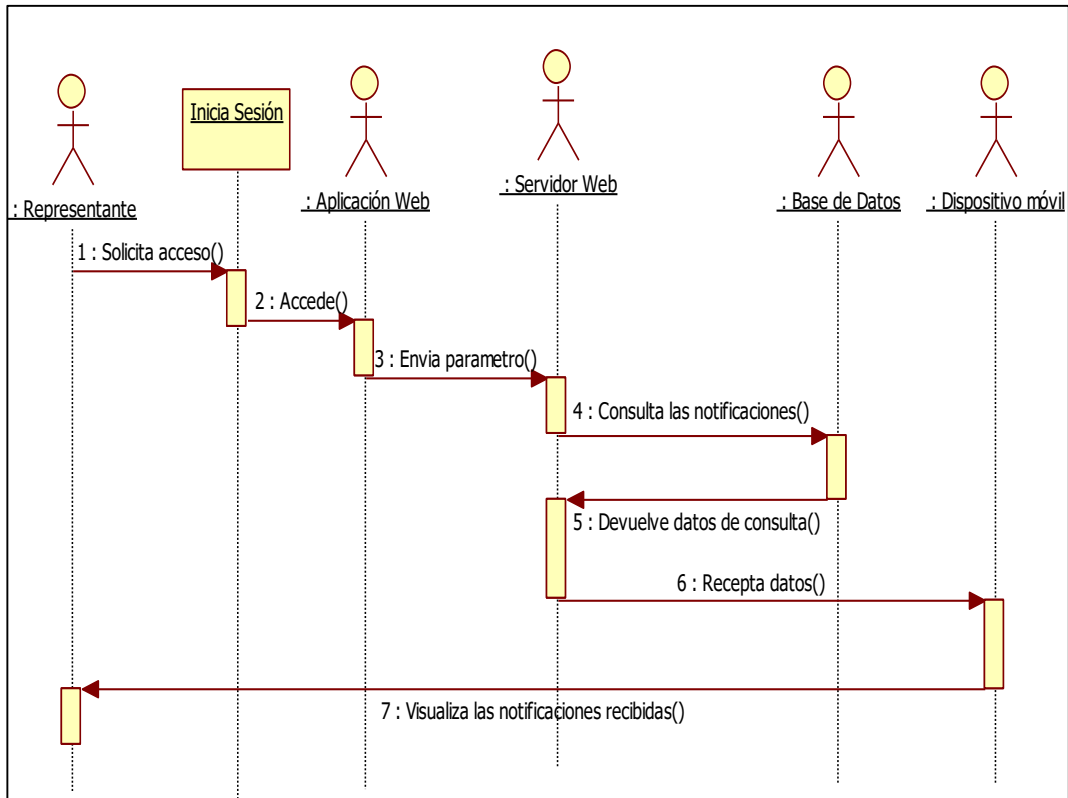 Inicia Sesión
: Representante
: Aplicación Web
: Servidor Web
: Base de Datos
: Dispositivo móvil
1 : Solicita acceso()
2 : Accede()
3 : Envia parametro()
4 : Consulta las notificaciones()
5 : Devuelve datos de consulta()
6 : Recepta datos()
7 : Visualiza las notificaciones recibidas()